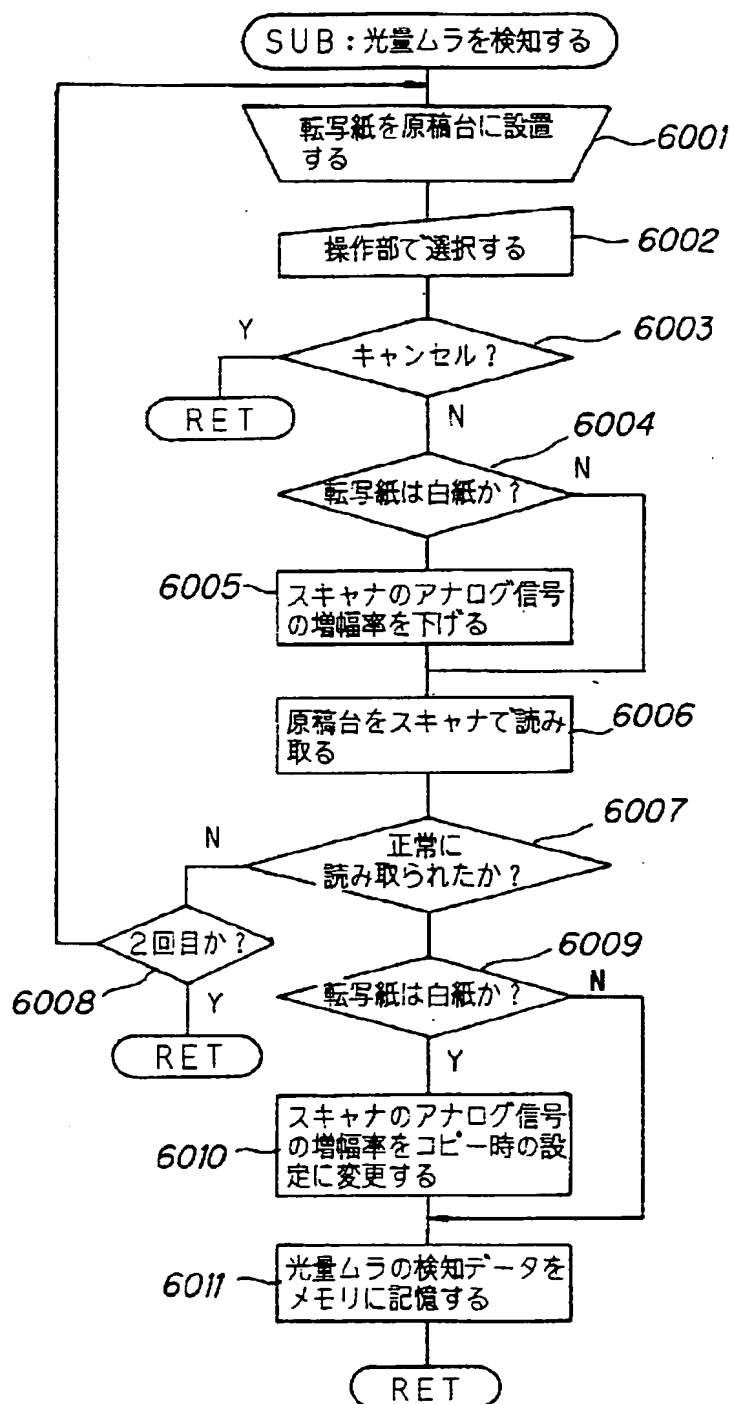 SUB:光量ムラを検知する
転写紙を原稿台に設置
する
6001
操作部で選択する
6002
キャンセル?
6003
Y
RET
N
6004
転写紙は白紙か?
N
6005
スキャナのアナログ信号
の増幅率を下げる
原稿台をスキャナで読み
取る
6006
正常に
読み取られたか?
6007
N
2回目か?
6008
Y
RET
6009
転写紙は白紙か?
N
Y
スキャナのアナログ信号
の増幅率をコピー時の設
定に変更する
6010
光量ムラの検知データを
メモリに記憶する
6011
RET